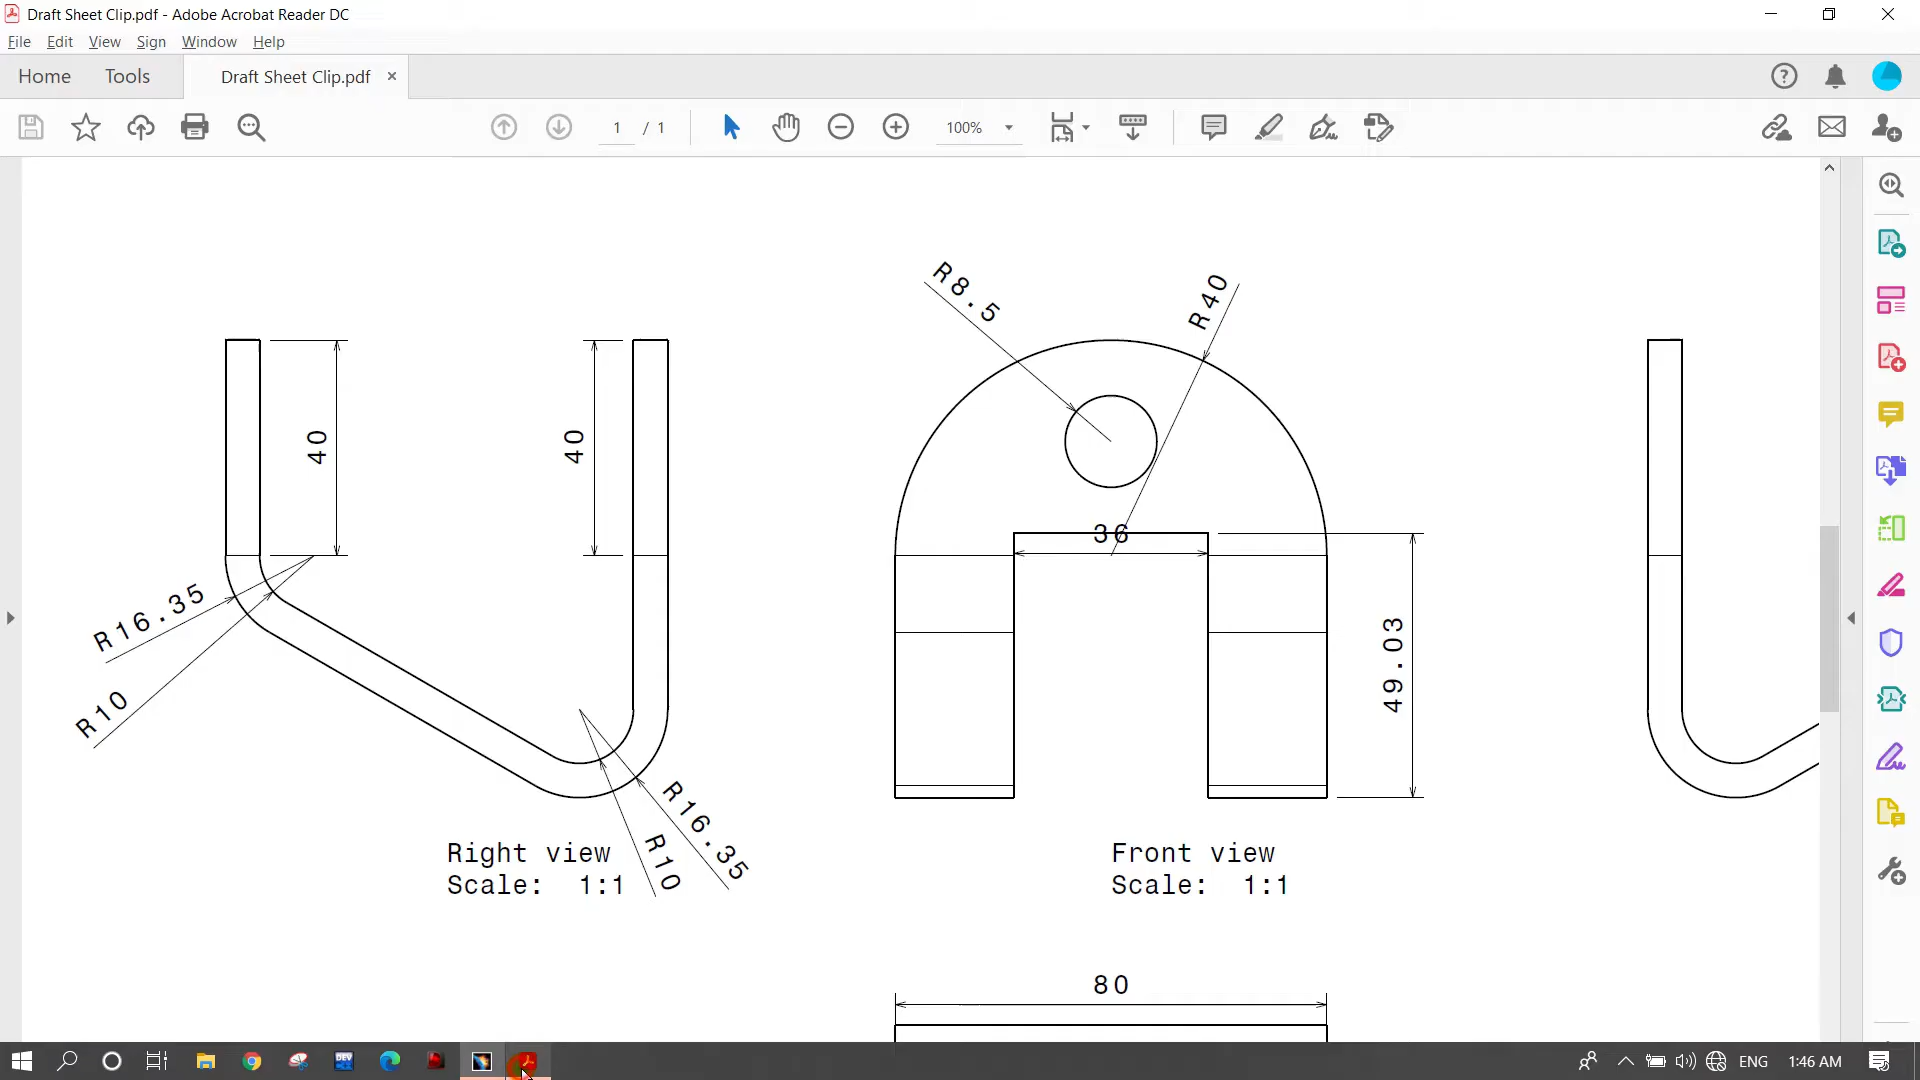 Draft Sheet Clip.pdf - Adobe Acrobat Reader DC
File Edit View Sign Window Help
Home Tools Draft Sheet Clip.pdf
1 / 1 100%
R8.5
R40
40
40
36
R16.35
R10
49.03
R16.35
R10
Right view
Scale: 1:1
Front view
Scale: 1:1
80
DEV
ENG
1:46 AM